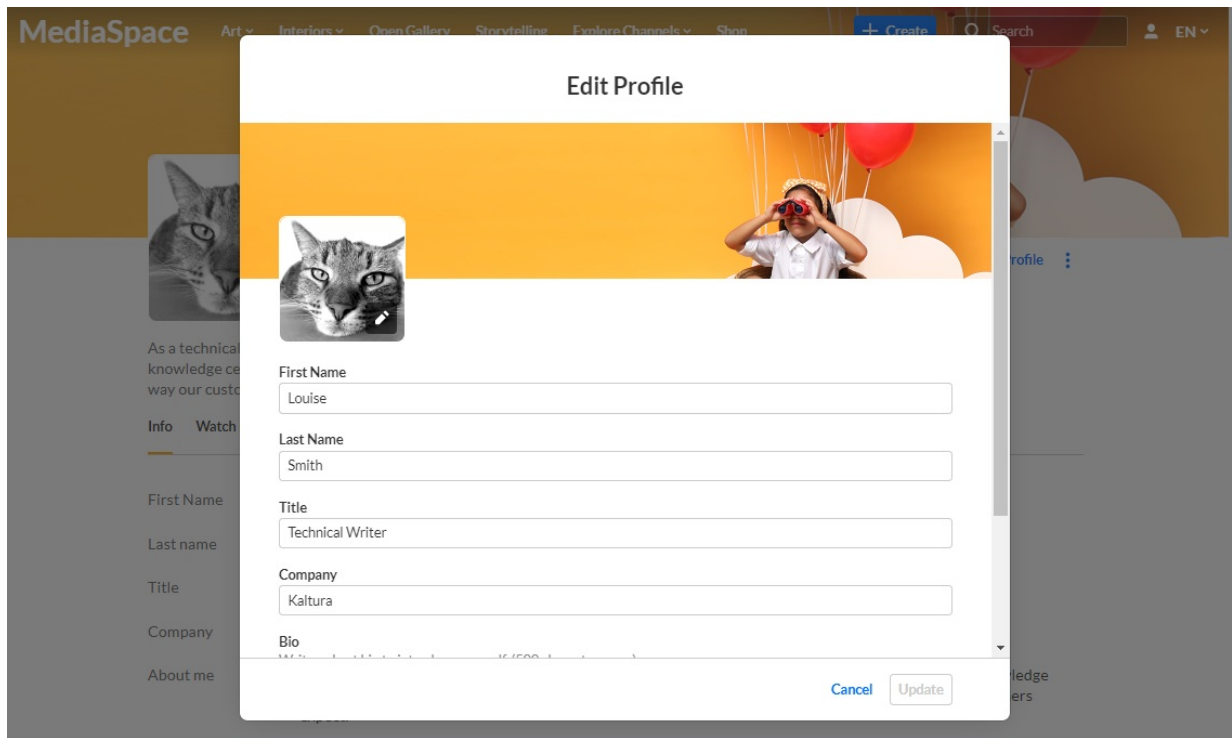 MediaSpace Art Interiors Open Gallery Storytelling Explore Channels Shop + Create Search EN
Edit Profile
rofile
As a technical
knowledge ce
way our custo
Info Watch
First Name
Louise
Last Name
Smith
Title
Technical Writer
Company
Kaltura
Bio
First Name
Last name
Title
Company
About me
ledge
ers
Cancel Update